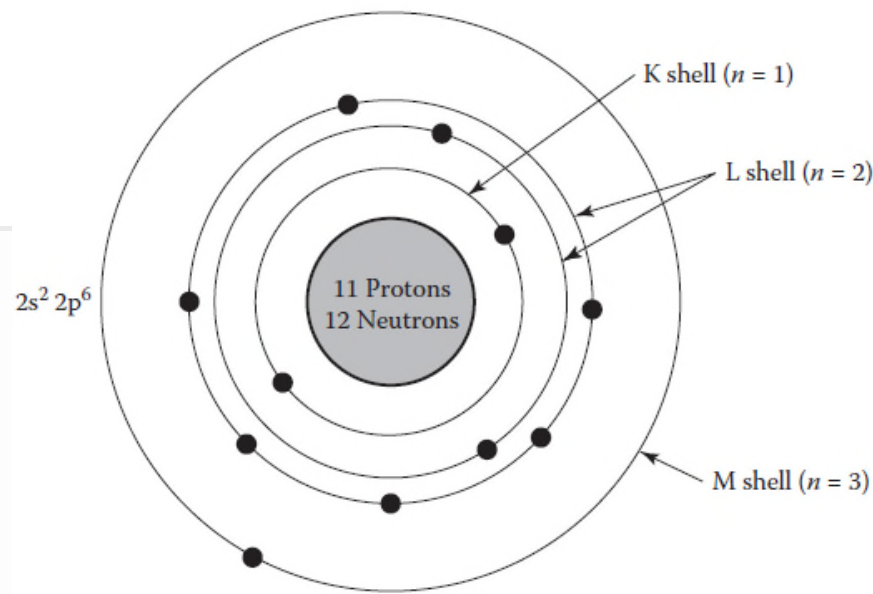 K shell (n = 1)
L shell (n = 2)
11 Protons
12 Neutrons
2s² 2p⁶
M shell (n = 3)